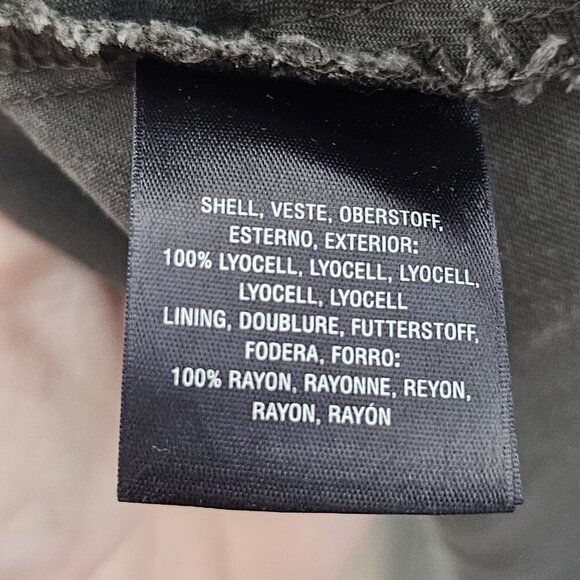 SHELL, VESTE, OBERSTOFF,
ESTERNO, EXTERIOR:
100% LYOCELL, LYOCELL, LYOCELL,
LYOCELL, LYOCELL
LINING, DOUBLURE, FUTTERSTOFF,
FODERA, FORRO:
100% RAYON, RAYONNE, REYON,
RAYON, RAYÓN